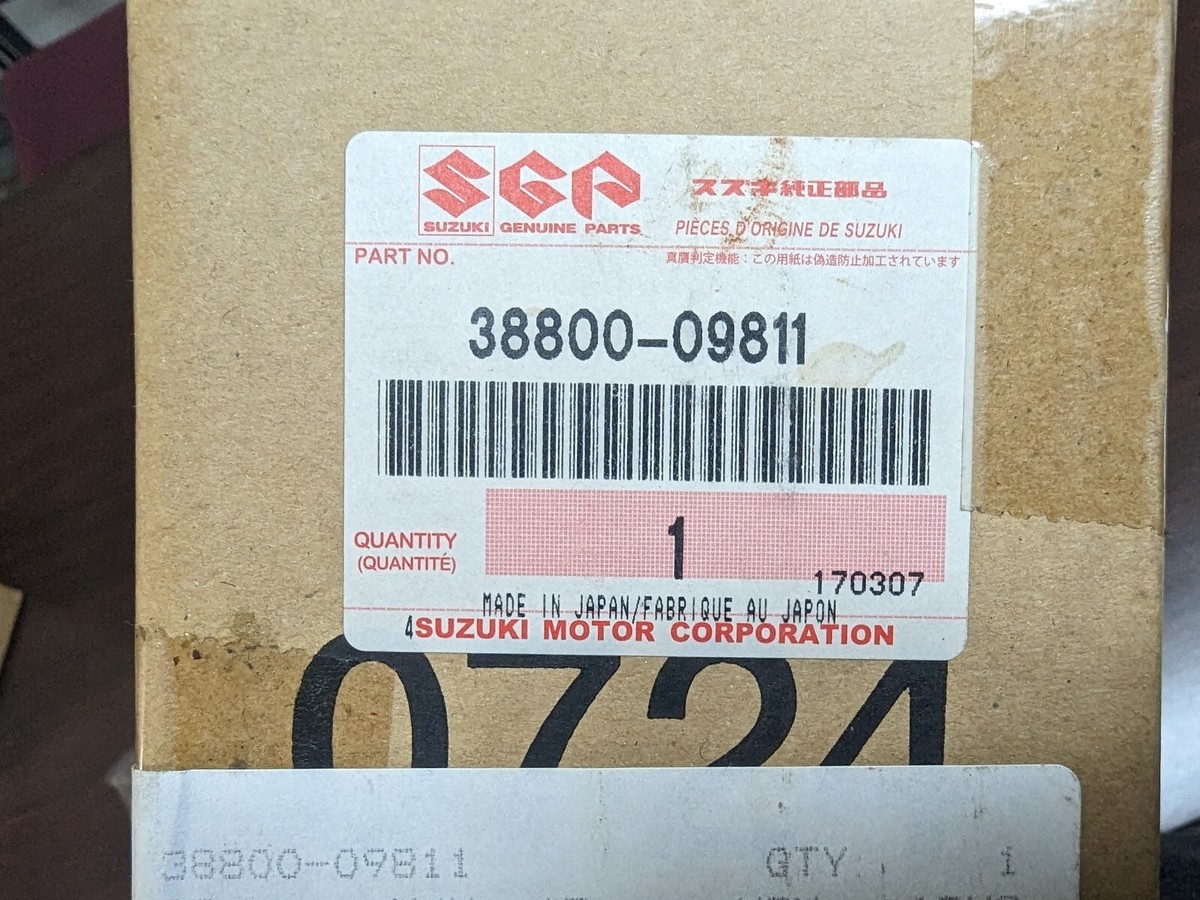 SGP スズキ純正部品
SUZUKI GENUINE PARTS PIÈCES D'ORIGINE DE SUZUKI
PART NO. 真贋判定機能：この用紙は偽造防止加工されています
38800-09811
QUANTITY 1
(QUANTITÉ) 170307
MADE IN JAPAN/FABRIQUE AU JAPON
4SUZUKI MOTOR CORPORATION
0724
38800-09811 QTY: 1